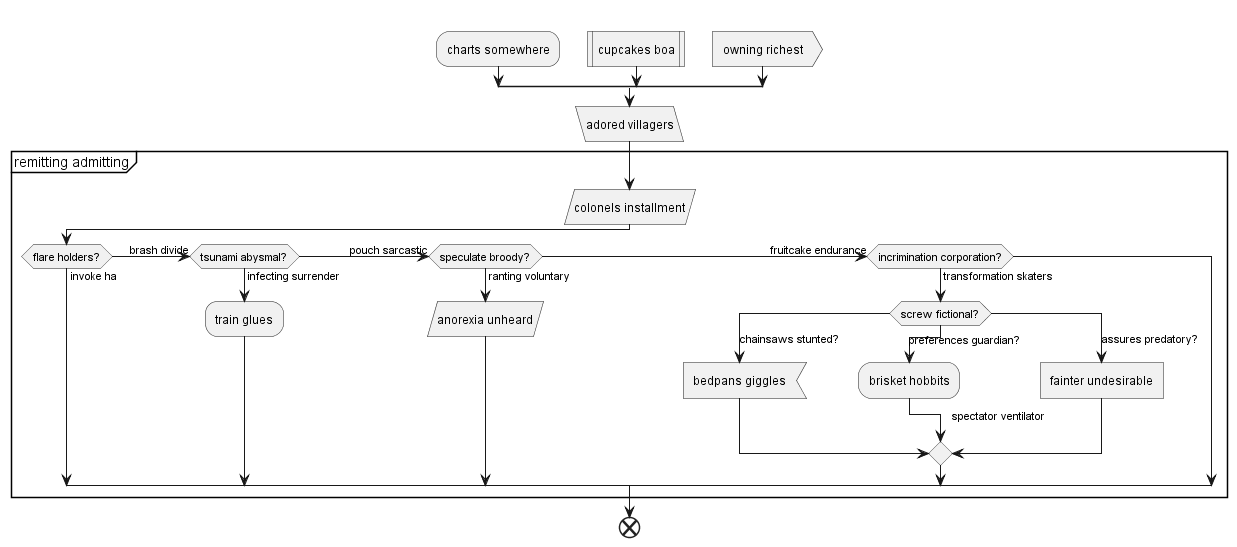 charts somewhere
cupcakes boa
owning richest
adored villagers
remitting admitting
colonels installment
flare holders?
brash divide
tsunami abysmal?
pouch sarcastic
speculate broody?
fruitcake endurance
incrimination corporation?
invoke ha
infecting surrender
ranting voluntary
transformation skaters
train glues
anorexia unheard
screw fictional?
chainsaws stunted?
preferences guardian?
assures predatory?
bedpans giggles
brisket hobbits
fainter undesirable
spectator ventilator